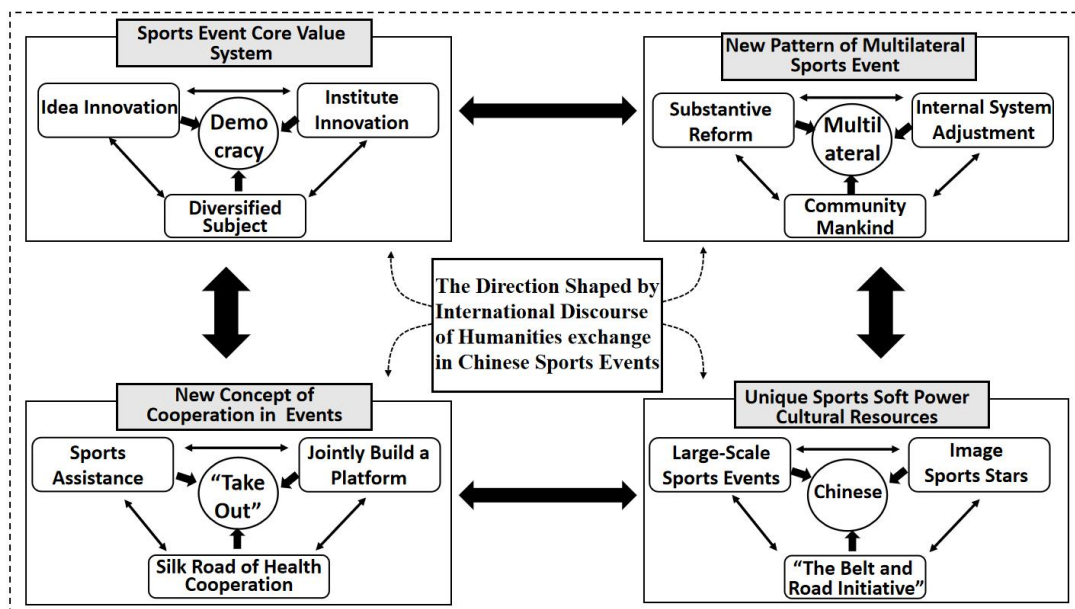 Sports Event Core Value
System
Idea Innovation
Institute
Innovation
Demo
cracy
Diversified
Subject
New Pattern of Multilateral
Sports Event
Substantive
Reform
Internal System
Adjustment
Multil
ateral
Community
Mankind
The Direction Shaped by
International Discourse
of Humanities exchange
in Chinese Sports Events
New Concept of
Cooperation in Events
Sports
Assistance
Jointly Build a
Platform
“Take
Out”
Silk Road of Health
Cooperation
Unique Sports Soft Power
Cultural Resources
Large-Scale
Sports Events
Image
Sports Stars
Chinese
“The Belt and
Road Initiative”